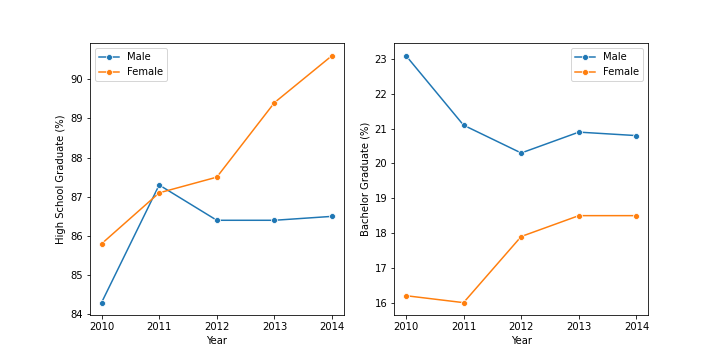 Male
Female
High School Graduate (%)
90
89
88
87
86
85
84
2010 2011 2012 2013 2014
Year
Male
Female
Bachelor Graduate (%)
23
22
21
20
19
18
17
16
2010 2011 2012 2013 2014
Year